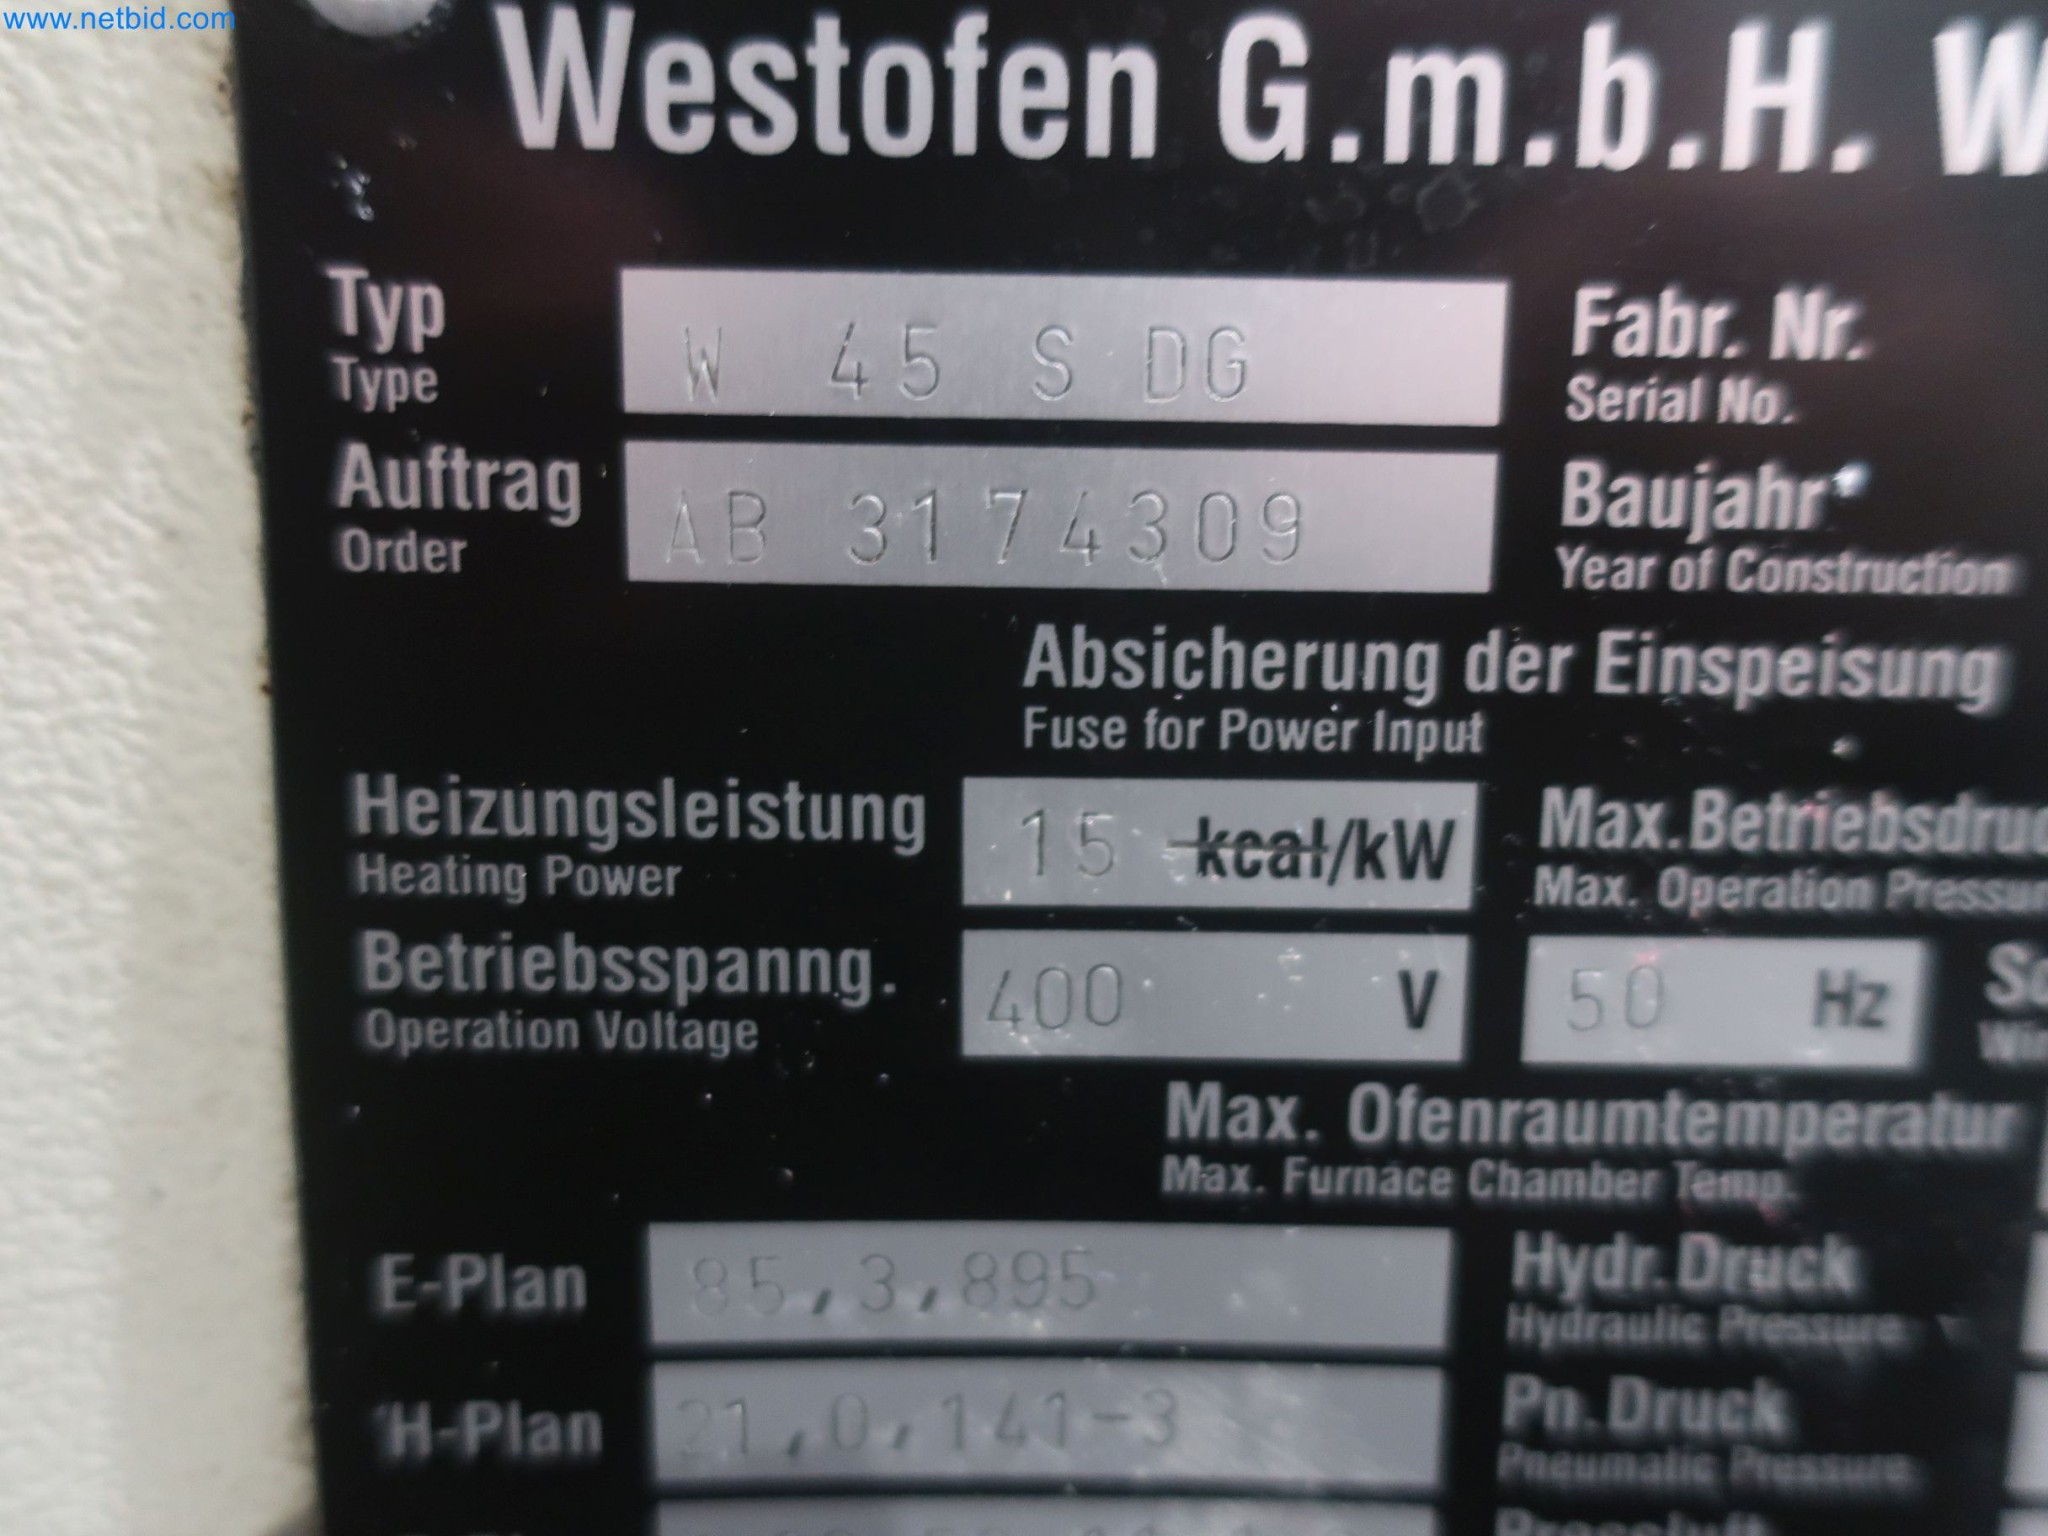 www.netbid.com
Westofen G.m.b.H. W
Typ W 45 S DG Fabr. Nr.
Type Serial No.
Auftrag AB 3174309 Baujahr
Order Year of Construction
Absicherung der Einspeisung
Fuse for Power Input
Heizungsleistung 15 kcal/kW Max. Betriebsdruc
Heating Power Max. Operation Pressur
Betriebsspanng. 400 V 50 Hz Sc
Operation Voltage Wir
Max. Ofenraumtemperatur
Max. Furnace Chamber Temp.
E-Plan 85,3,895 Hydr. Druck
Hydraulic Pressure
H-Plan 21,0,141-3 Pn. Druck
Pneumatic Pressure
Pressluft